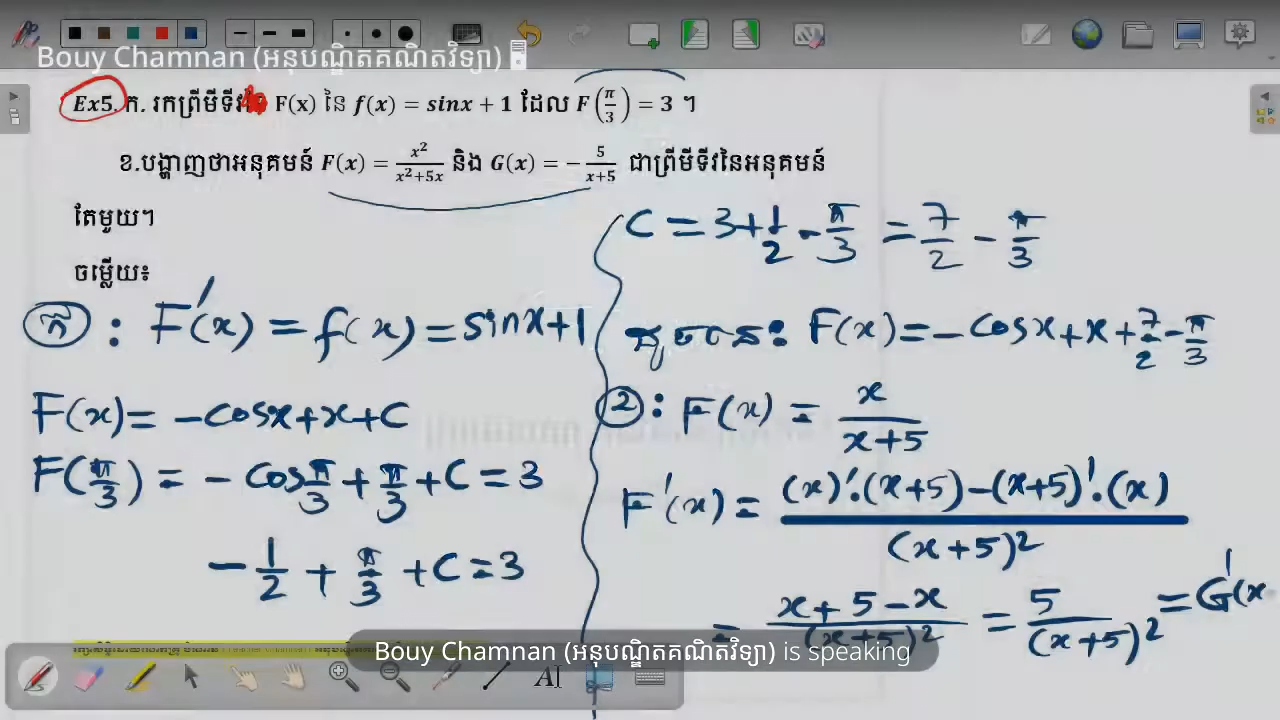 Bouy Chamnan (អនុបណ្ឌិតគណិតវិទ្យា)
Ex5. ក. រកព្រីមីទីវ F(x) នៃ f(x) = sinx + 1 ដែល F(π/3) = 3 ។
ខ.បង្ហាញថាអនុគមន៍ F(x) = x²/(x²+5x) និង G(x) = − 5/(x+5) ជាព្រីមីទីវនៃអនុគមន៍
តែមួយ។
ចម្លើយ៖
ក : F'(x) = f(x) = sinx+1
F(x) = -cosx+x+C
F(π/3) = - cos π/3 + π/3 + C = 3
- 1/2 + π/3 + C = 3
C = 3 + 1/2 - π/3 = 7/2 - π/3
ដូចនេះ: F(x) = - cosx + x + 7/2 - π/3
2 : F(x) = x/(x+5)
F'(x) = ((x)'.(x+5) - (x+5)'.(x))/(x+5)²
= (x+5-x)/(x+5)² = 5/(x+5)² = G'(x
Bouy Chamnan (អនុបណ្ឌិតគណិតវិទ្យា) is speaking
A